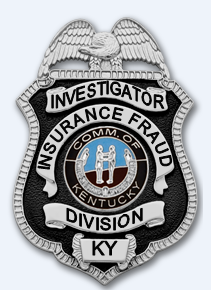 INVESTIGATOR
INSURANCE FRAUD
COMM. OF
KENTUCKY
DIVISION
KY